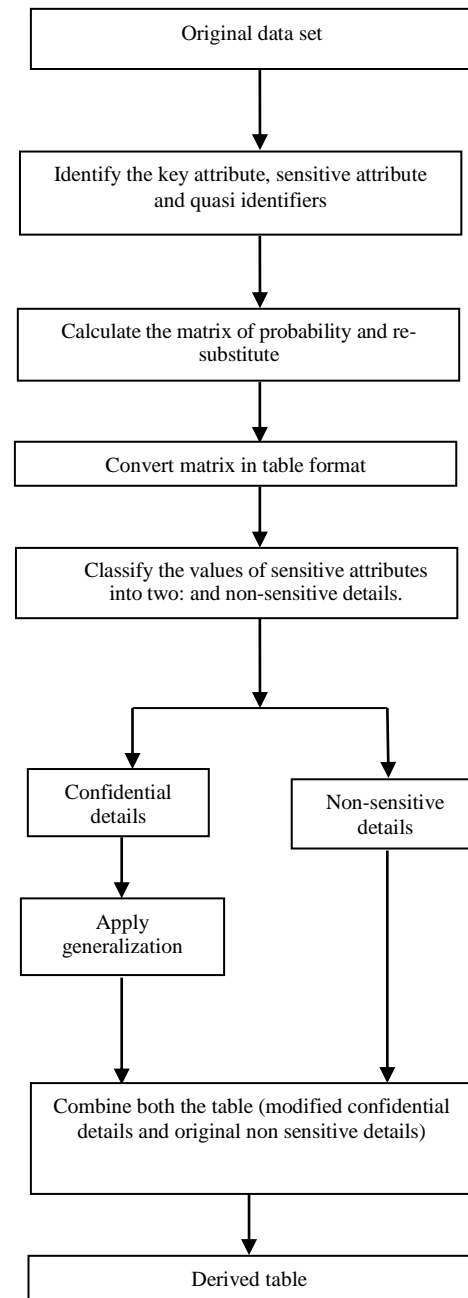 Original data set
Identify the key attribute, sensitive attribute
and quasi identifiers
Calculate the matrix of probability and re-
substitute
Convert matrix in table format
Classify the values of sensitive attributes
into two: and non-sensitive details.
Confidential
details
Non-sensitive
details
Apply
generalization
Combine both the table (modified confidential
details and original non sensitive details)
Derived table